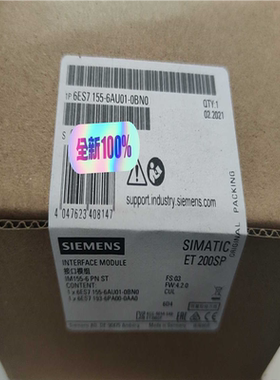 1P 6ES7 155-6AU01-0BN0
QTY.1
02.2021
S
全新100%
4 047623 408147
support.industry.siemens.com
ORIGINAL PACKING
SIEMENS
SIMATIC
ET 200SP
INTERFACE MODULE
接口模块
IM155-6 PN ST
CONTENT:
1 x 6ES7 155-6AU01-0BN0
1 x 6ES7 193-6PA00-0AA0
FS:03
FW:4.2.0
CUL